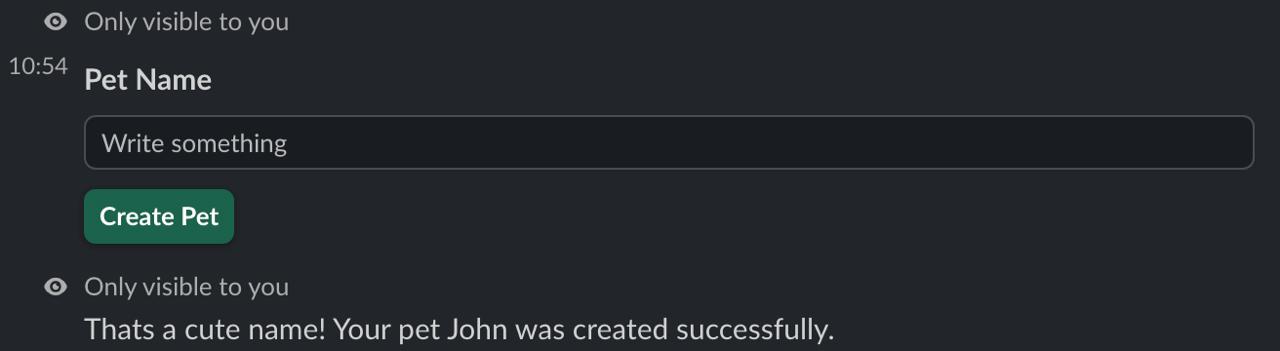 Only visible to you
10:54
Pet Name
Write something
Create Pet
Only visible to you
Thats a cute name! Your pet John was created successfully.